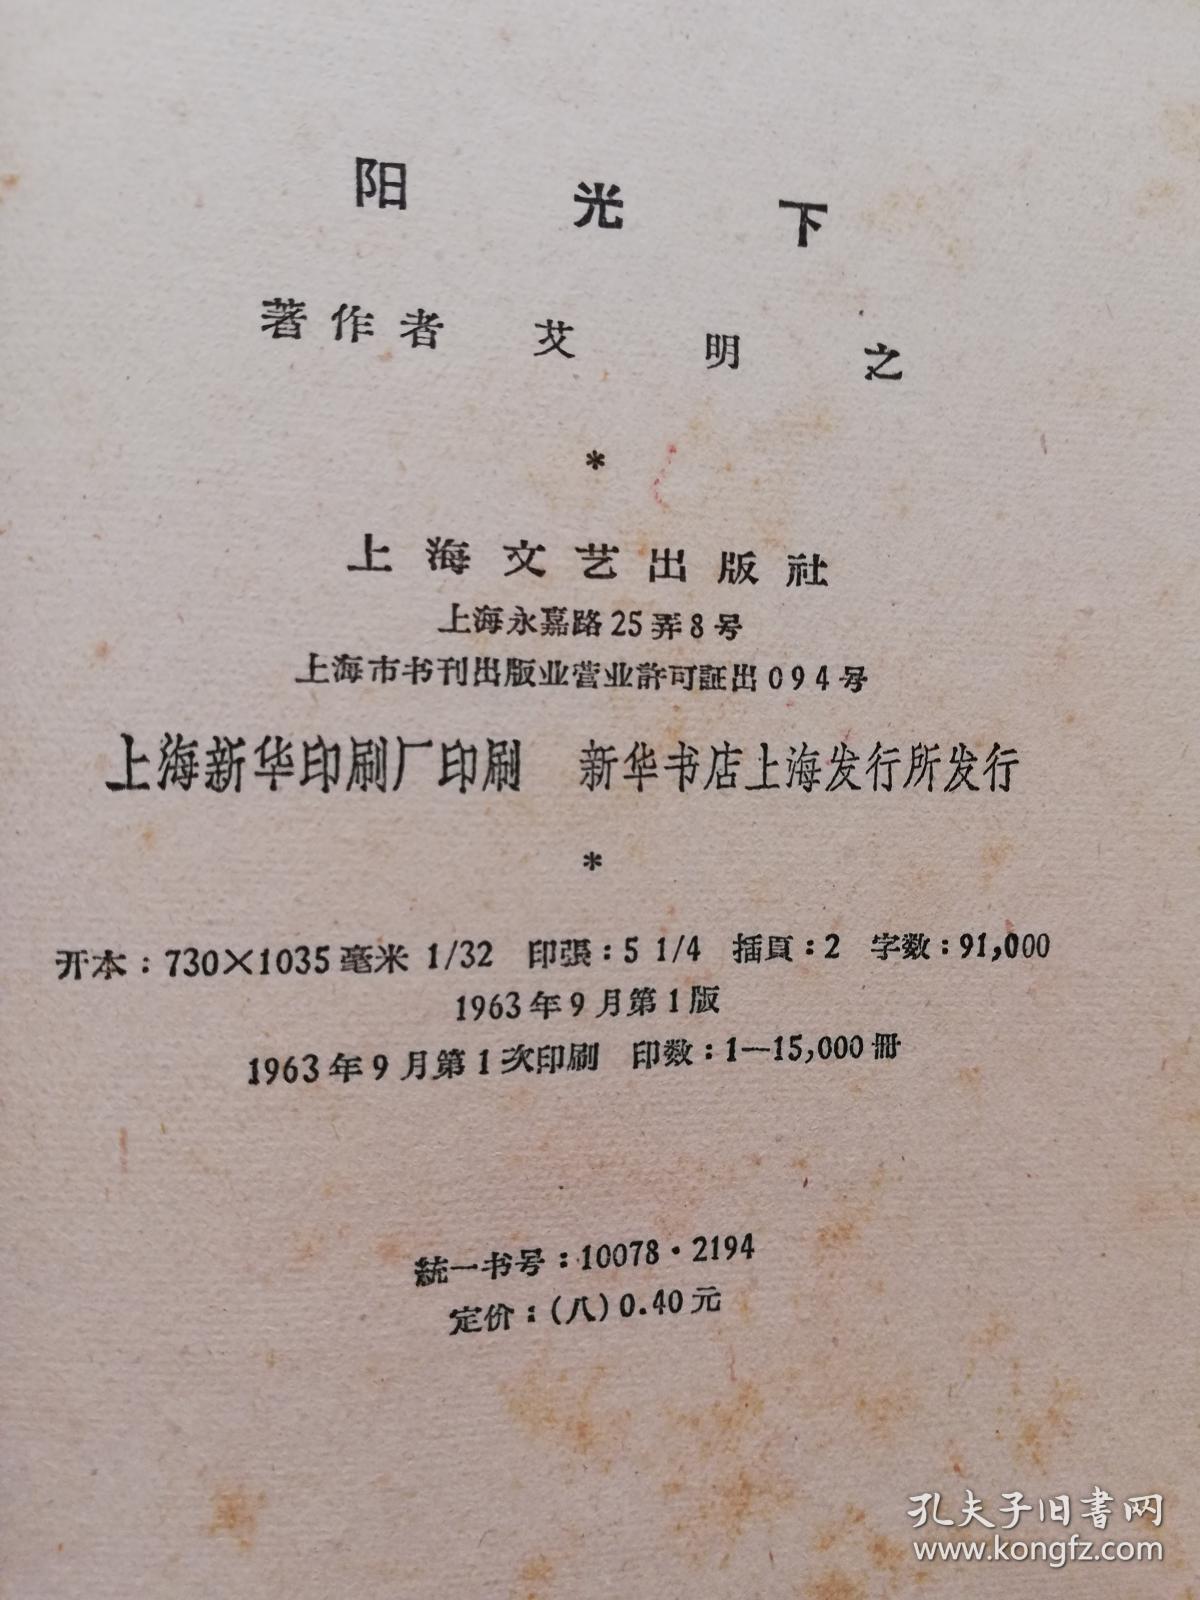 阳光下
著作者 艾明之
*
上海文艺出版社
上海永嘉路25弄8号
上海市书刊出版业营业許可証出094号
上海新华印刷厂印刷 新华书店上海发行所发行
*
开本：730×1035毫米 1/32 印張：5 1/4 插頁：2 字数：91,000
1963年9月第1版
1963年9月第1次印刷 印数：1—15,000冊
統一书号：10078·2194
定价：(八)0.40元
孔夫子旧書网
www.kongfz.com